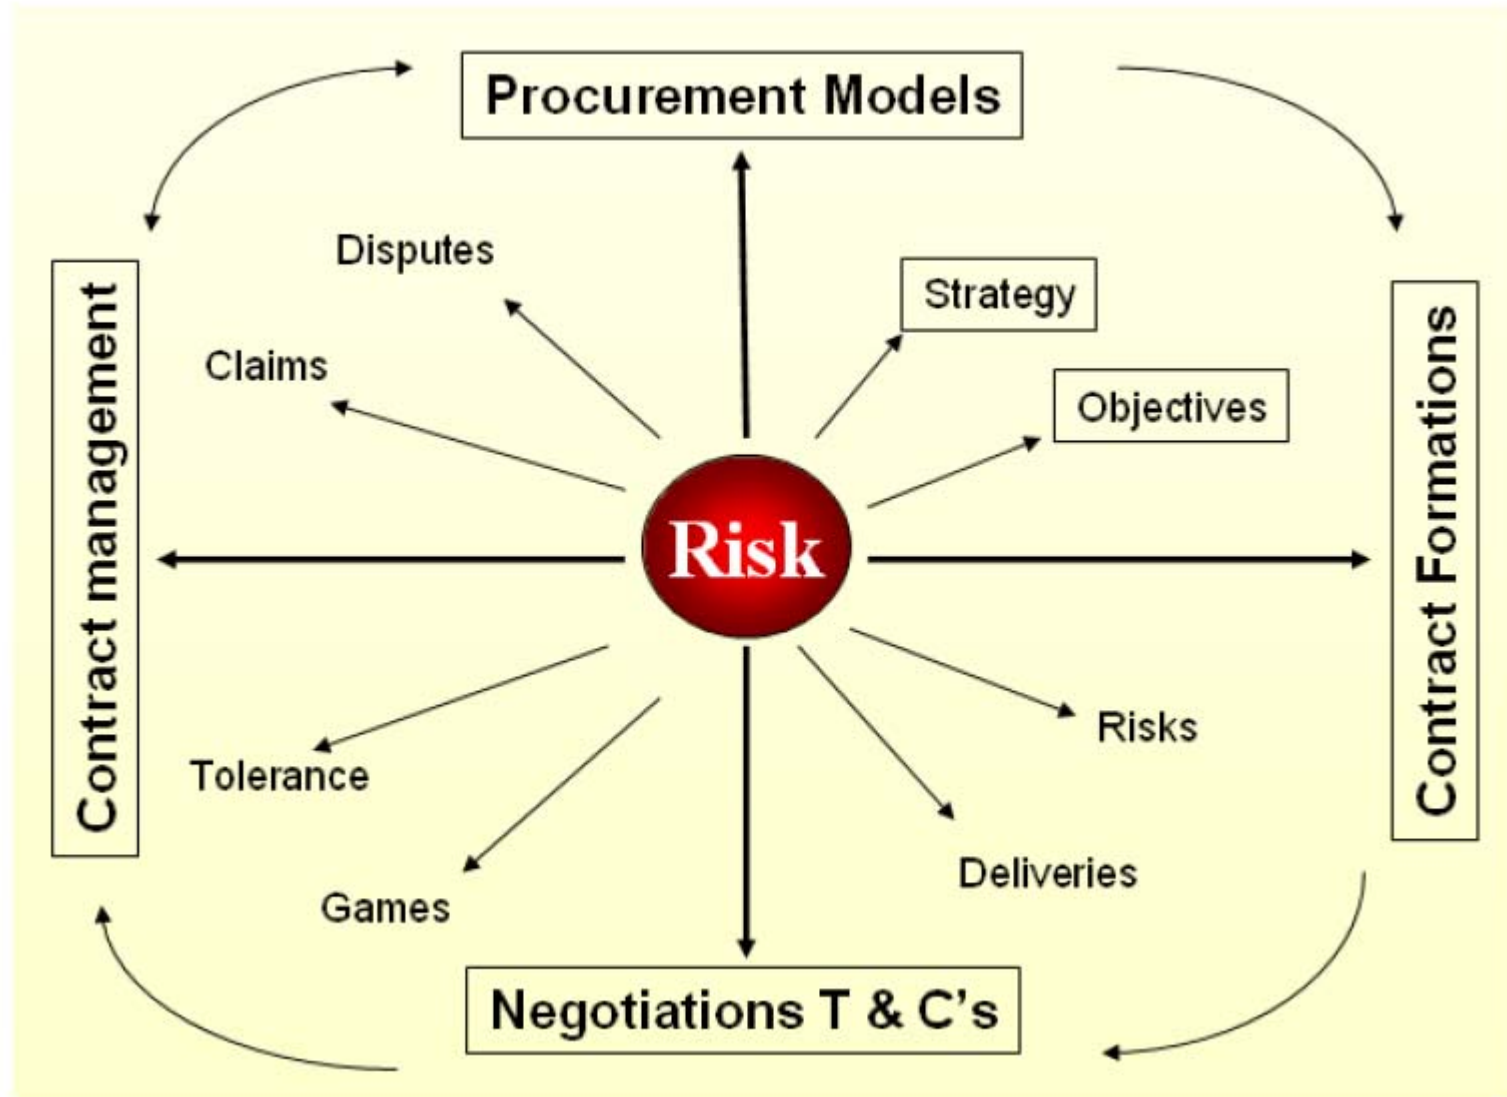 Procurement Models
Disputes
Strategy
Claims
Objectives
Contract management
Risk
Contract Formations
Risks
Tolerance
Deliveries
Games
Negotiations T & C's